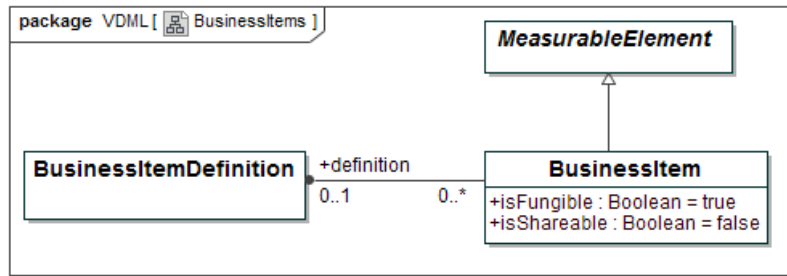 package VDML [ BusinessItems ]
MeasurableElement
BusinessItemDefinition
+definition
0..1
0..*
BusinessItem
+isFungible : Boolean = true
+isShareable : Boolean = false